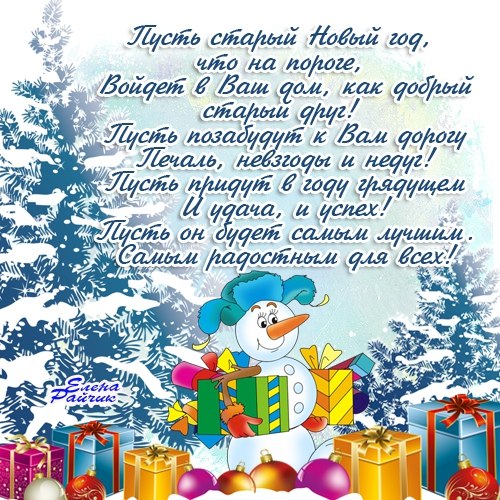 Пусть старый Новый год,
что на пороге,
Войдет в Ваш дом, как добрый
старый друг!
Пусть позабудут к Вам дорогу
Печаль, невзгоды и недуг!
Пусть придут в году грядущем
И удача, и успех!
Пусть он будет самым лучшим.
Самым радостным для всех!
Елена
Райчик